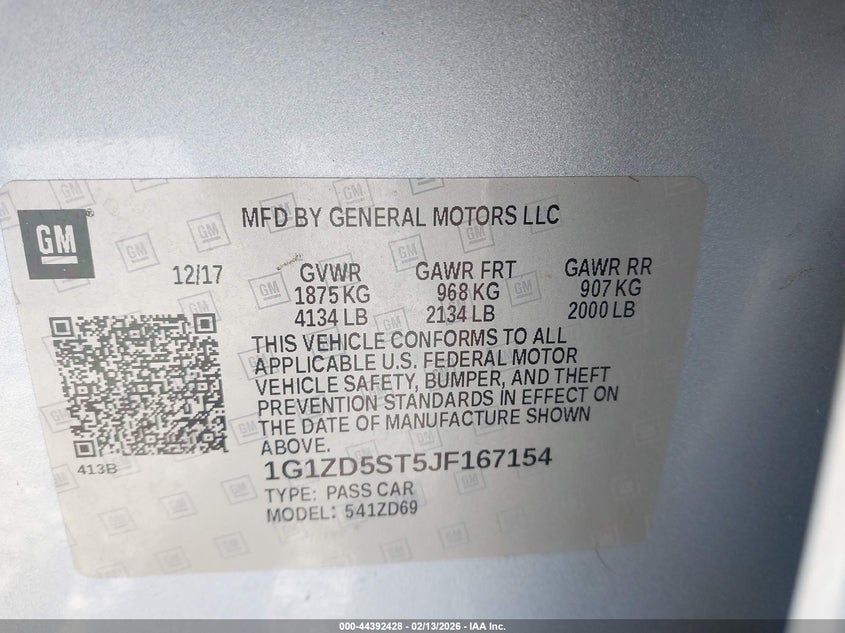 GM
MFD BY GENERAL MOTORS LLC
12/17 GVWR GAWR FRT GAWR RR
1875 KG 968 KG 907 KG
4134 LB 2134 LB 2000 LB
THIS VEHICLE CONFORMS TO ALL
APPLICABLE U.S. FEDERAL MOTOR
VEHICLE SAFETY, BUMPER, AND THEFT
PREVENTION STANDARDS IN EFFECT ON
THE DATE OF MANUFACTURE SHOWN
ABOVE.
413B
1G1ZD5ST5JF167154
TYPE: PASS CAR
MODEL: 541ZD69
000-44392428 - 02/13/2026 - IAA Inc.